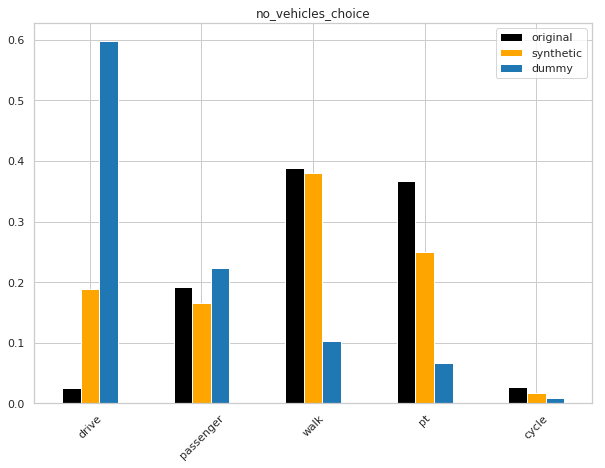 no_vehicles_choice
original
synthetic
dummy
0.6
0.5
0.4
0.3
0.2
0.1
0.0
drive
passenger
walk
pt
cycle